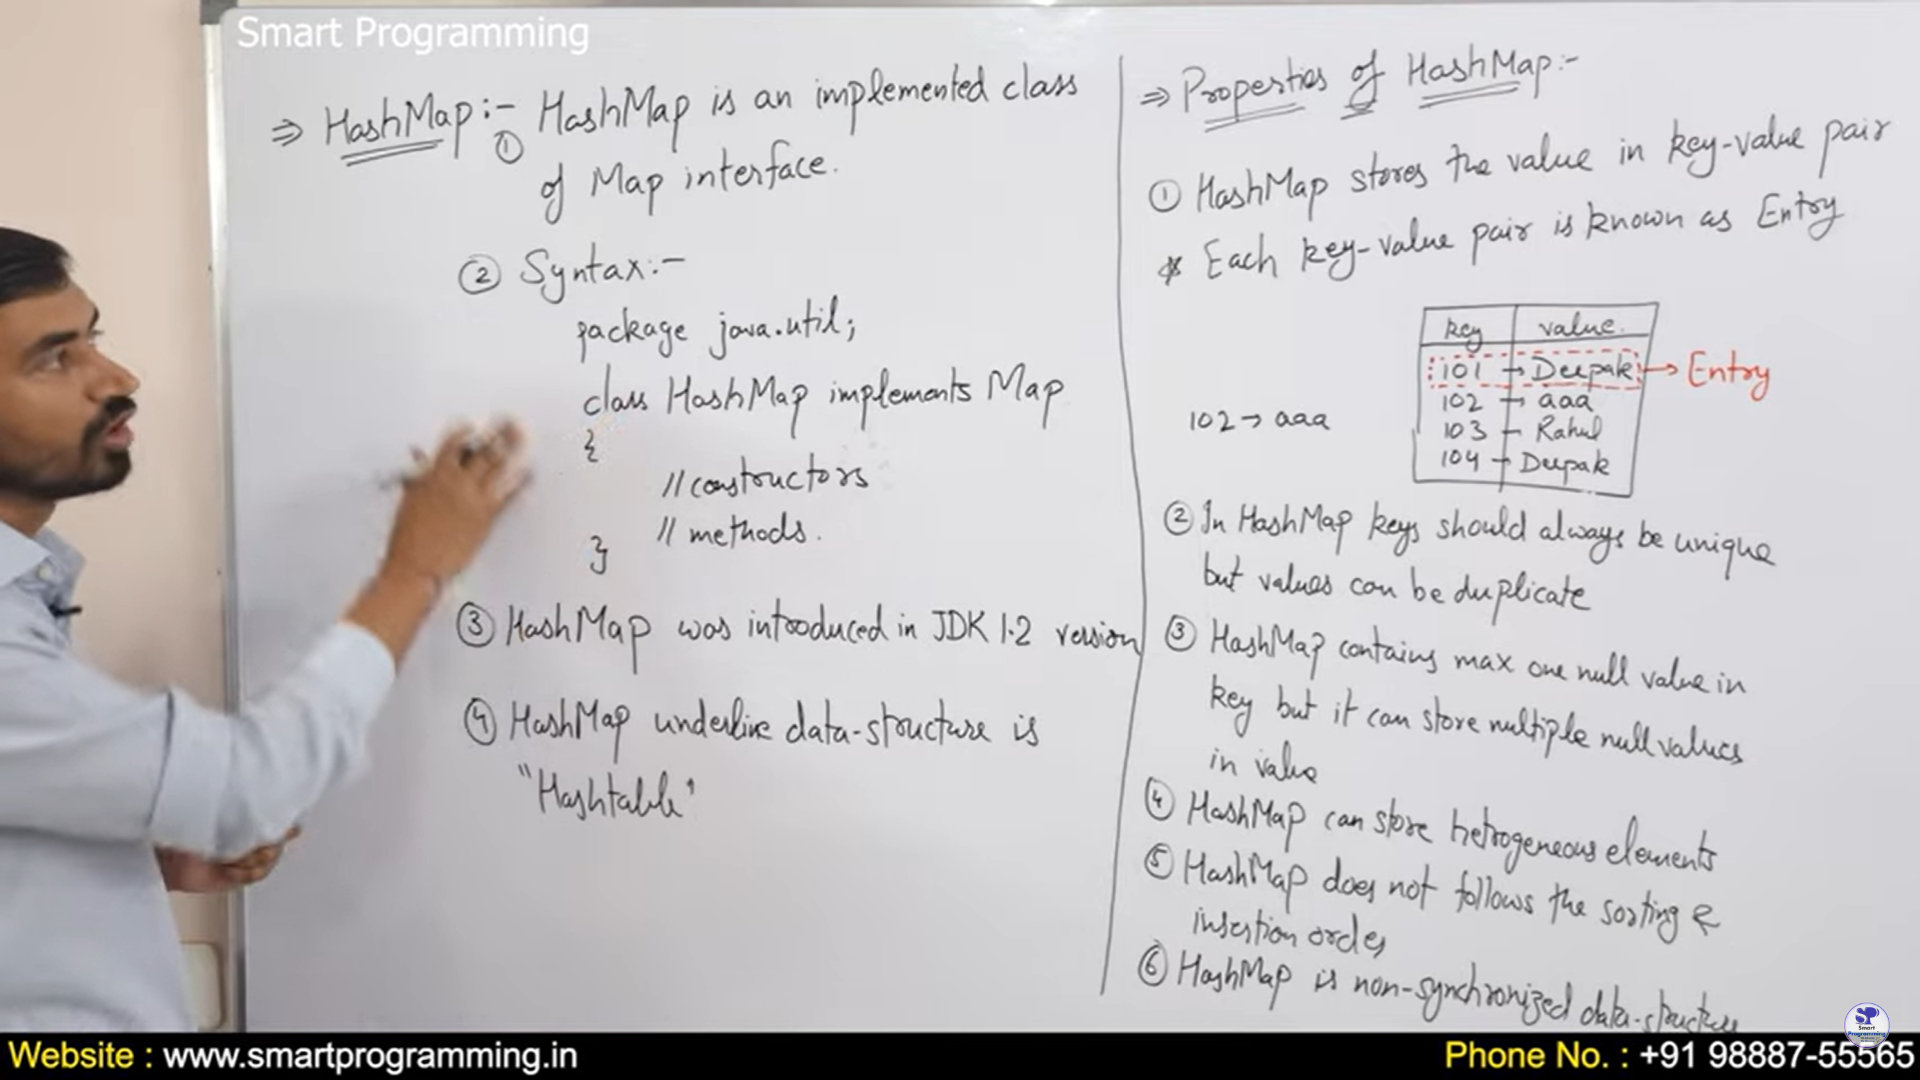 Smart Programming
⇒ HashMap :- ① HashMap is an implemented class
of Map interface.
② Syntax:-
package java.util;
class HashMap implements Map
{
// constructors
// methods.
}
③ HashMap was introduced in JDK 1.2 version
④ HashMap underline data-structure is
"Hashtable"
⇒ Properties of HashMap:-
① HashMap stores the value in key-value pair
* Each key-value pair is known as Entry
key value.
101 → Deepak → Entry
102 → aaa
103 – Rahul
104 – Deepak
102 → aaa
② In HashMap keys should always be unique
but values can be duplicate
③ HashMap contains max one null value in
key but it can store multiple null values
in value
④ HashMap can store hetrogeneous elements
⑤ HashMap does not follows the sorting &
insertion order
⑥ HashMap is non-synchronized data-structure
SP
Smart
Programming
Website : www.smartprogramming.in
Phone No. : +91 98887-55565